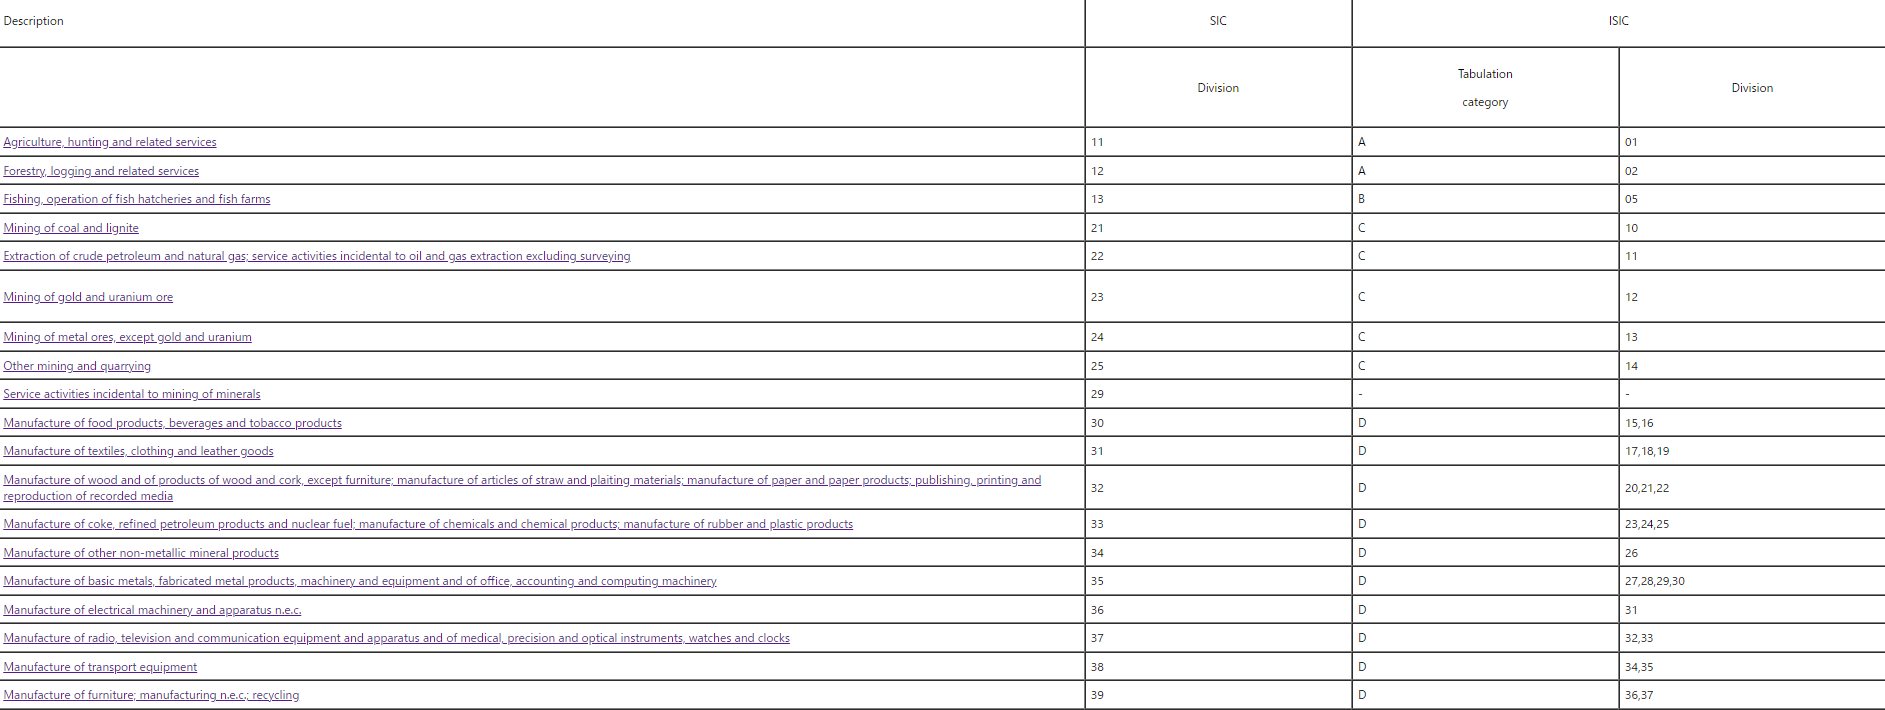 Description SIC ISIC
Division Tabulation category Division
Agriculture, hunting and related services 11 A 01
Forestry, logging and related services 12 A 02
Fishing, operation of fish hatcheries and fish farms 13 B 05
Mining of coal and lignite 21 C 10
Extraction of crude petroleum and natural gas; service activities incidental to oil and gas extraction excluding surveying 22 C 11
Mining of gold and uranium ore 23 C 12
Mining of metal ores, except gold and uranium 24 C 13
Other mining and quarrying 25 C 14
Service activities incidental to mining of minerals 29 - -
Manufacture of food products, beverages and tobacco products 30 D 15,16
Manufacture of textiles, clothing and leather goods 31 D 17,18,19
Manufacture of wood and of products of wood and cork, except furniture; manufacture of articles of straw and plaiting materials; manufacture of paper and paper products; publishing, printing and
reproduction of recorded media 32 D 20,21,22
Manufacture of coke, refined petroleum products and nuclear fuel; manufacture of chemicals and chemical products; manufacture of rubber and plastic products 33 D 23,24,25
Manufacture of other non-metallic mineral products 34 D 26
Manufacture of basic metals, fabricated metal products, machinery and equipment and of office, accounting and computing machinery 35 D 27,28,29,30
Manufacture of electrical machinery and apparatus n.e.c. 36 D 31
Manufacture of radio, television and communication equipment and apparatus and of medical, precision and optical instruments, watches and clocks 37 D 32,33
Manufacture of transport equipment 38 D 34,35
Manufacture of furniture; manufacturing n.e.c.; recycling 39 D 36,37